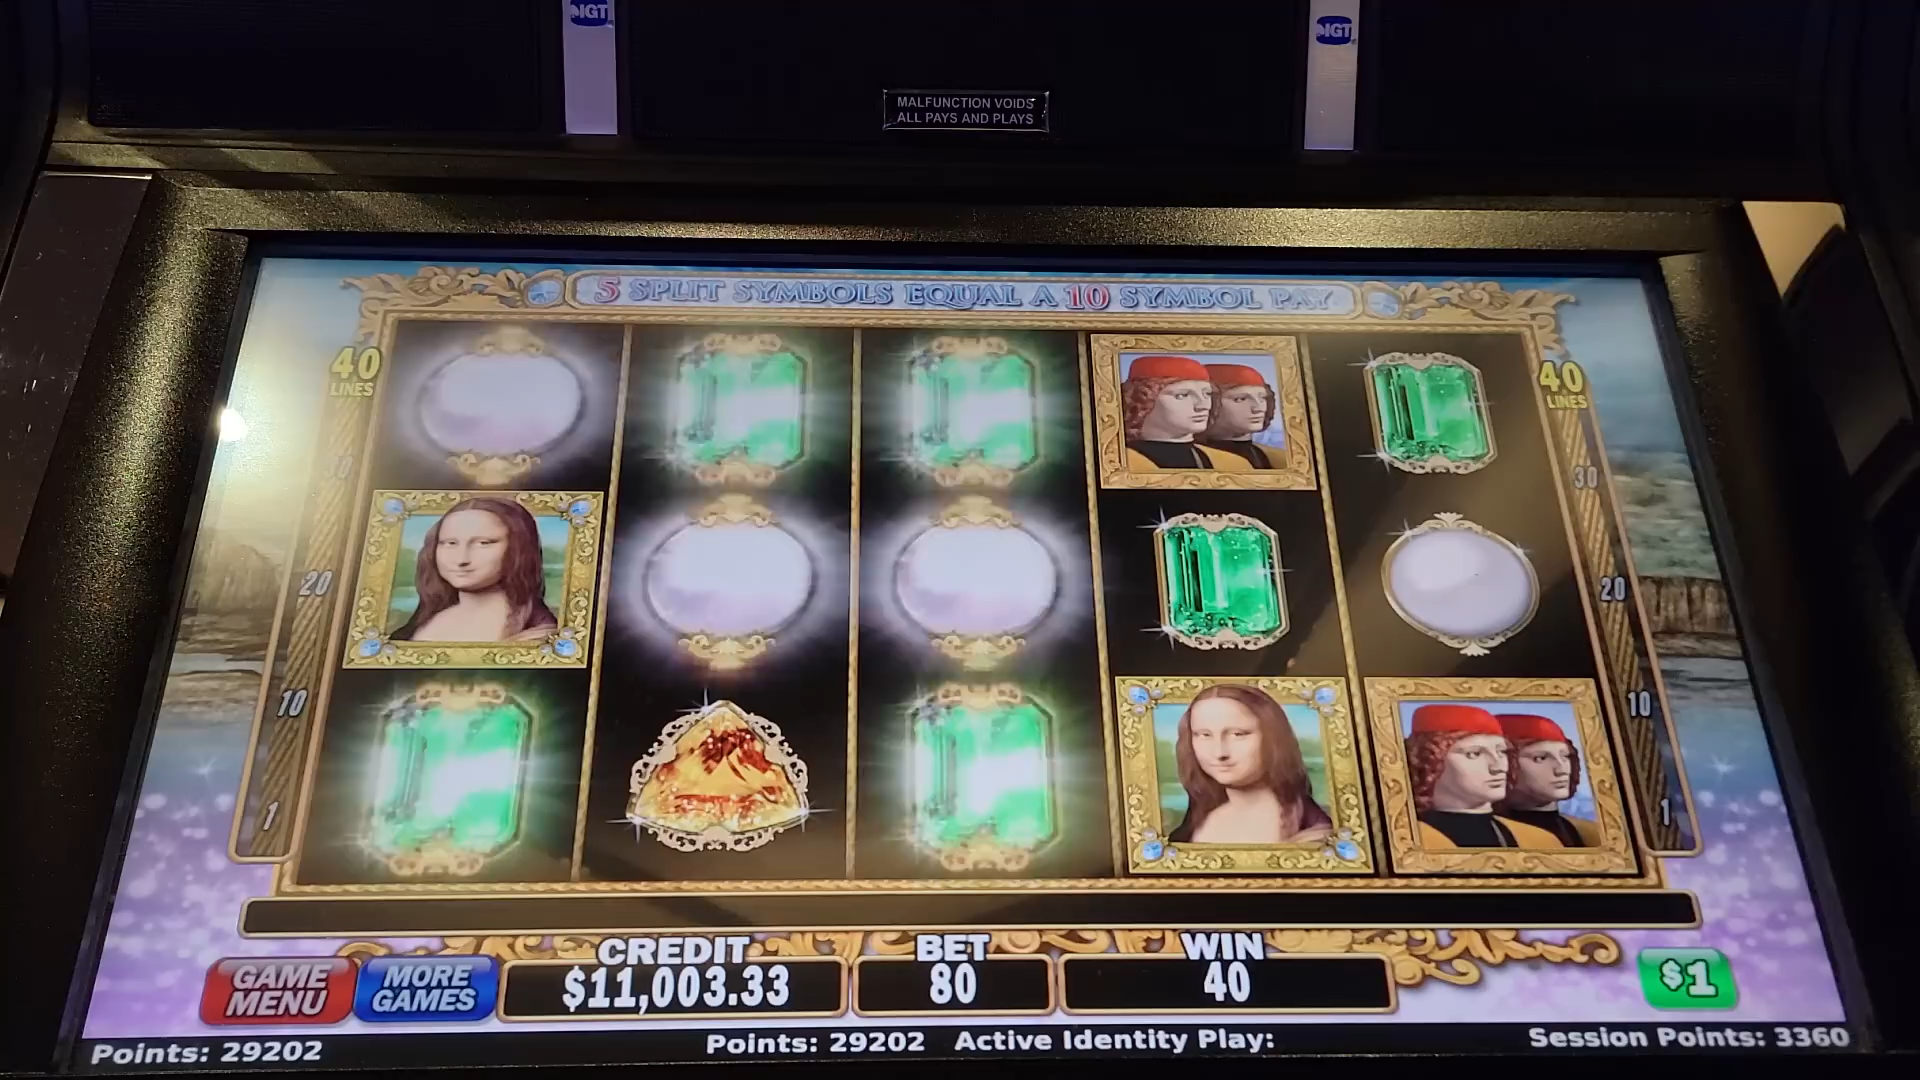 IGT
IGT
MALFUNCTION VOIDS
ALL PAYS AND PLAYS
5 SPLIT SYMBOLS EQUAL A 10 SYMBOL PAY
40
LINES
30
20
10
1
40
LINES
30
20
10
1
CREDIT
$11,003.33
BET
80
WIN
40
GAME
MENU
MORE
GAMES
$1
Points: 29202
Points: 29202 Active Identity Play:
Session Points: 3360